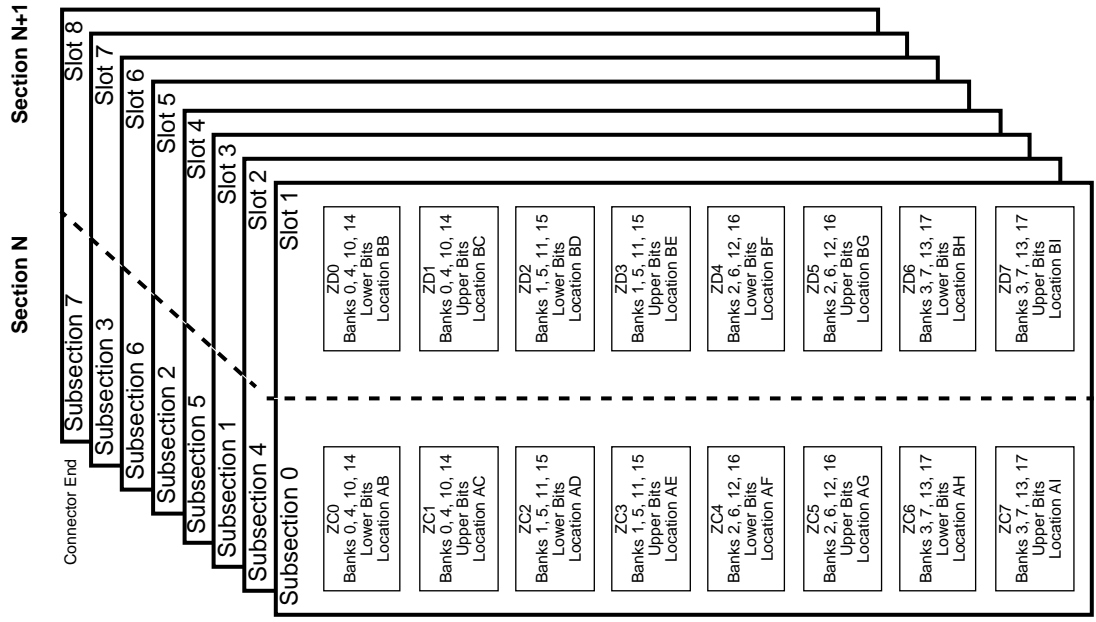 Section N
Section N+1
Connector End
Subsection 7
Slot 8
Subsection 3
Slot 7
Subsection 6
Slot 6
Subsection 2
Slot 5
Subsection 5
Slot 4
Subsection 1
Slot 3
Subsection 4
Slot 2
Subsection 0
Slot 1
ZC0
Banks 0, 4, 10, 14
Lower Bits
Location AB
ZD0
Banks 0, 4, 10, 14
Lower Bits
Location BB
ZC1
Banks 0, 4, 10, 14
Upper Bits
Location AC
ZD1
Banks 0, 4, 10, 14
Upper Bits
Location BC
ZC2
Banks 1, 5, 11, 15
Lower Bits
Location AD
ZD2
Banks 1, 5, 11, 15
Lower Bits
Location BD
ZC3
Banks 1, 5, 11, 15
Upper Bits
Location AE
ZD3
Banks 1, 5, 11, 15
Upper Bits
Location BE
ZC4
Banks 2, 6, 12, 16
Lower Bits
Location AF
ZD4
Banks 2, 6, 12, 16
Lower Bits
Location BF
ZC5
Banks 2, 6, 12, 16
Upper Bits
Location AG
ZD5
Banks 2, 6, 12, 16
Upper Bits
Location BG
ZC6
Banks 3, 7, 13, 17
Lower Bits
Location AH
ZD6
Banks 3, 7, 13, 17
Lower Bits
Location BH
ZC7
Banks 3, 7, 13, 17
Upper Bits
Location AI
ZD7
Banks 3, 7, 13, 17
Upper Bits
Location BI